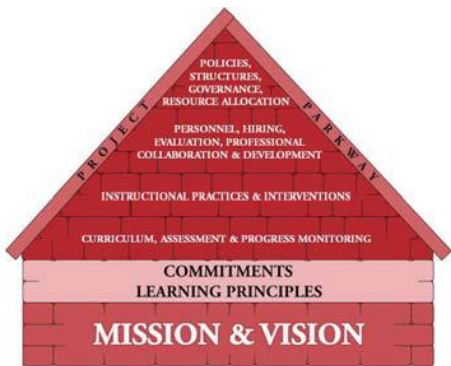 PROJECT
PARKWAY
POLICIES,
STRUCTURES,
GOVERNANCE,
RESOURCE ALLOCATION
PERSONNEL, HIRING,
EVALUATION, PROFESSIONAL
COLLABORATION & DEVELOPMENT
INSTRUCTIONAL PRACTICES & INTERVENTIONS
CURRICULUM, ASSESSMENT & PROGRESS MONITORING
COMMITMENTS
LEARNING PRINCIPLES
MISSION & VISION